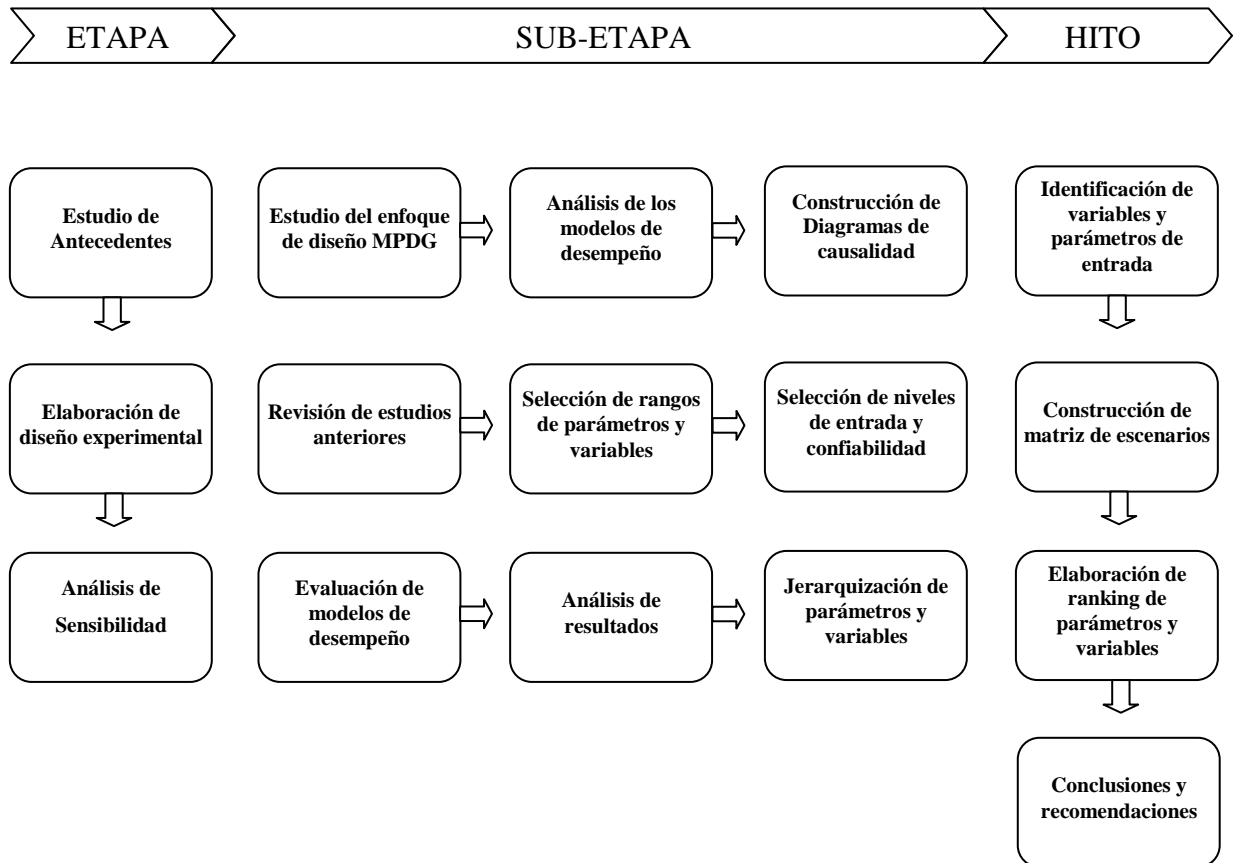 ETAPA
SUB-ETAPA
HITO
Estudio de
Antecedentes
Estudio del enfoque
de diseño MPDG
Análisis de los
modelos de
desempeño
Construcción de
Diagramas de
causalidad
Identificación de
variables y
parámetros de
entrada
Elaboración de
diseño experimental
Revisión de estudios
anteriores
Selección de rangos
de parámetros y
variables
Selección de niveles
de entrada y
confiabilidad
Construcción de
matriz de escenarios
Análisis de
Sensibilidad
Evaluación de
modelos de
desempeño
Análisis de
resultados
Jerarquización de
parámetros y
variables
Elaboración de
ranking de
parámetros y
variables
Conclusiones y
recomendaciones